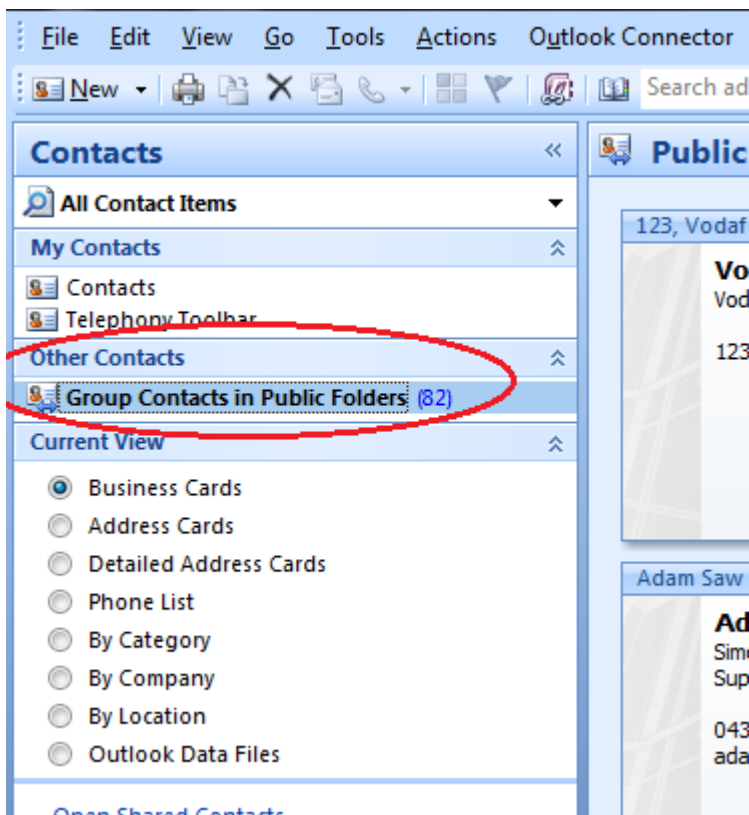 File Edit View Go Tools Actions Outlook Connector
New Search ad
Contacts
Public
All Contact Items
123, Vodaf
My Contacts
Vo
Vod
Contacts
Telephony Toolbar
123
Other Contacts
Group Contacts in Public Folders (82)
Current View
Business Cards
Address Cards
Detailed Address Cards
Adam Saw
Phone List
Ad
By Category
Sim
By Company
Sup
By Location
043
Outlook Data Files
ada
Open Shared Contacts